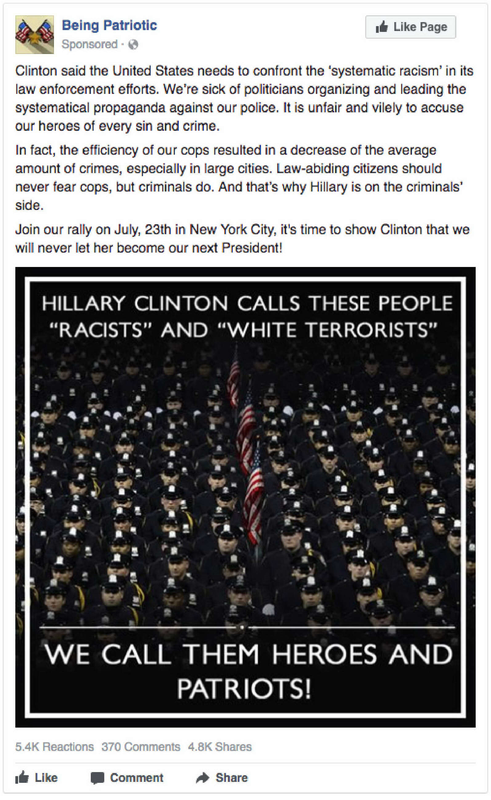 Being Patriotic
Like Page
Sponsored ·
Clinton said the United States needs to confront the 'systematic racism' in its
law enforcement efforts. We're sick of politicians organizing and leading the
systematical propaganda against our police. It is unfair and vilely to accuse
our heroes of every sin and crime.
In fact, the efficiency of our cops resulted in a decrease of the average
amount of crimes, especially in large cities. Law-abiding citizens should
never fear cops, but criminals do. And that's why Hillary is on the criminals'
side.
Join our rally on July, 23th in New York City, it's time to show Clinton that we
will never let her become our next President!
HILLARY CLINTON CALLS THESE PEOPLE
"RACISTS" AND "WHITE TERRORISTS"
WE CALL THEM HEROES AND
PATRIOTS!
5.4K Reactions 370 Comments 4.8K Shares
Like Comment Share